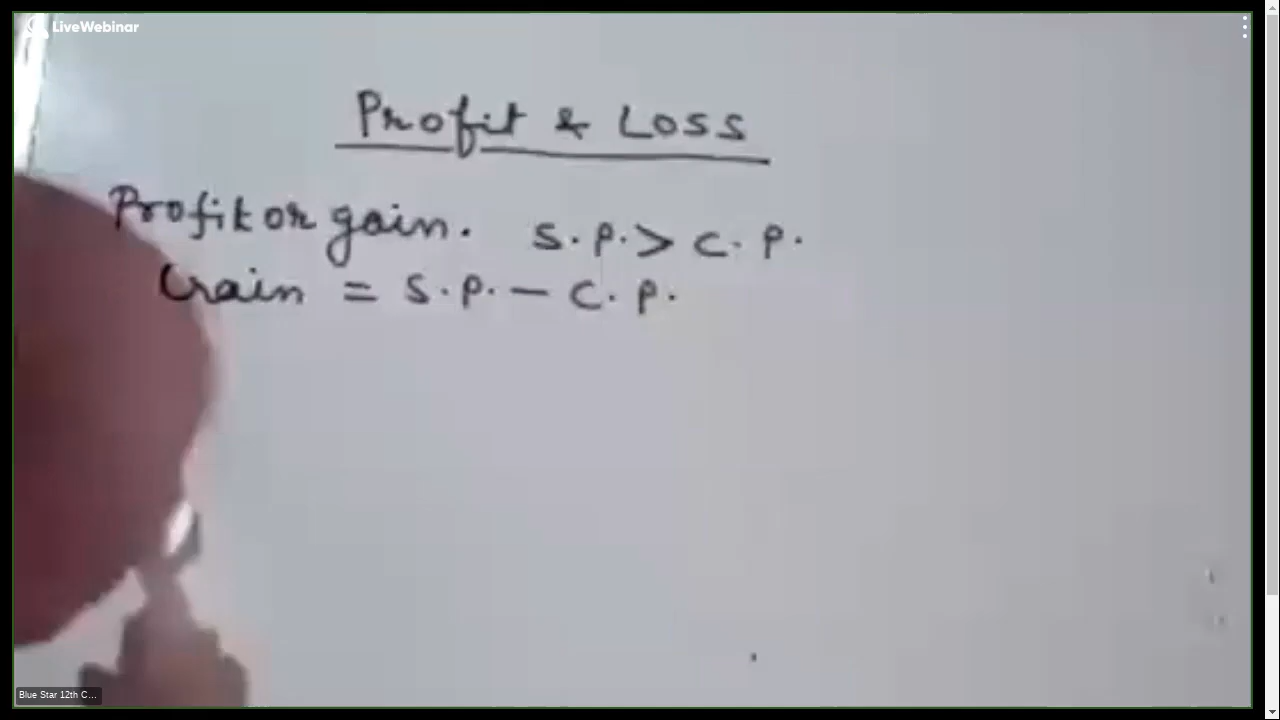 LiveWebinar
Profit & Loss
Profit or gain. S.P. > C.P.
Gain = S.P. - C.P.
Blue Star 12th C...